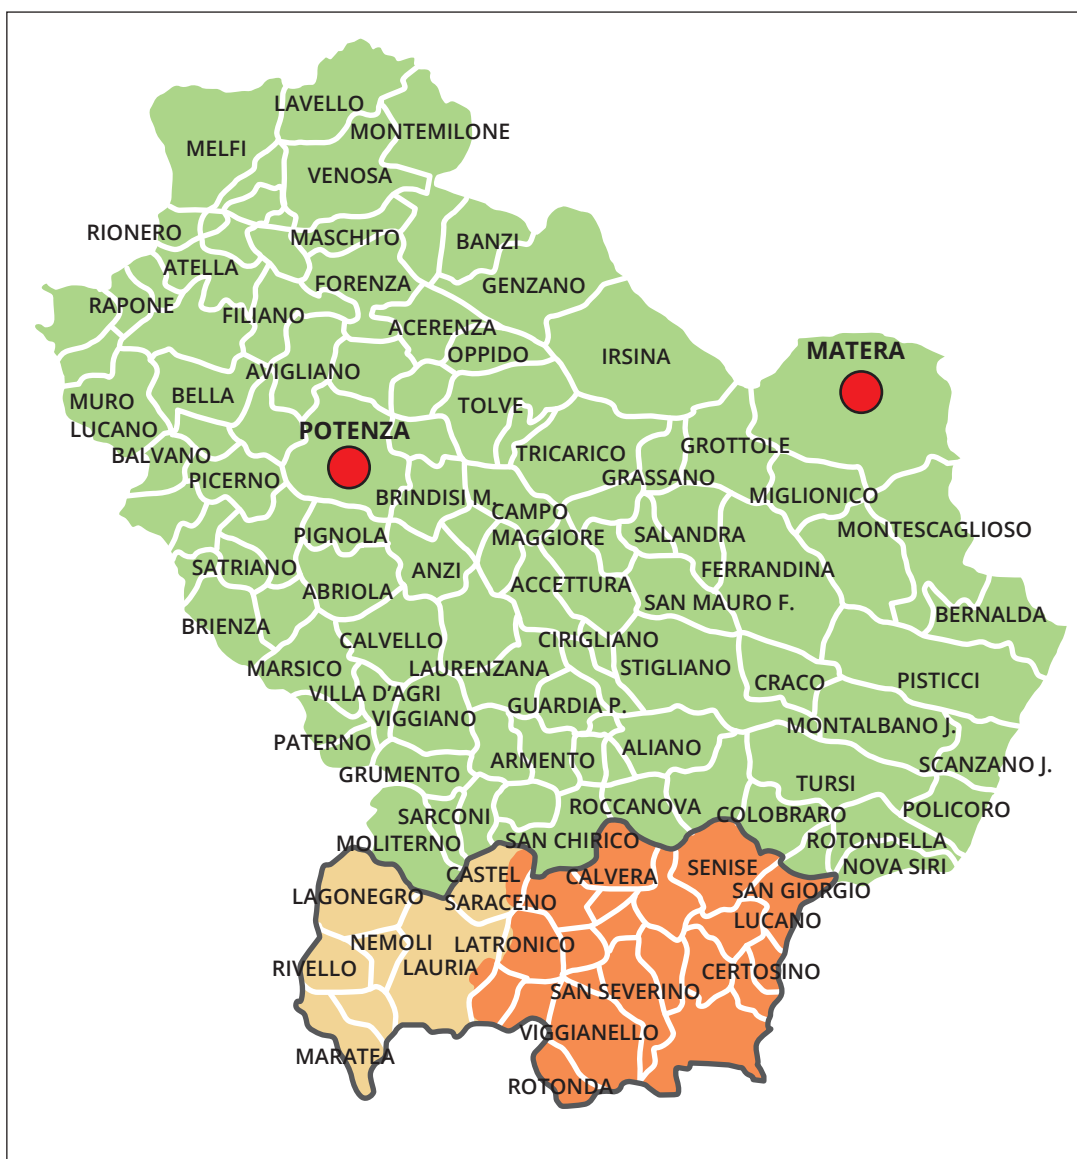 LAVELLO
MONTEMILONE
MELFI
VENOSA
RIONERO
MASCHITO
BANZI
ATELLA
FORENZA
GENZANO
RAPONE
FILIANO
ACERENZA
OPPIDO
IRSINA
MATERA
AVIGLIANO
BELLA
MURO
LUCANO
TOLVE
POTENZA
BALVANO
TRICARICO
GROTTOLE
PICERNO
GRASSANO
BRINDISI M.
MIGLIONICO
CAMPO
MAGGIORE
PIGNOLA
SALANDRA
MONTESCAGLIOSO
SATRIANO
ANZI
FERRANDINA
ABRIOLA
ACCETTURA
SAN MAURO F.
BERNALDA
BRIENZA
CALVELLO
CIRIGLIANO
MARSICO
LAURENZANA
STIGLIANO
CRACO
PISTICCI
VILLA D'AGRI
VIGGIANO
GUARDIA P.
MONTALBANO J.
PATERNO
ALIANO
ARMENTO
SCANZANO J.
GRUMENTO
TURSI
SARCONI
ROCCANOVA
COLOBRARO
POLICORO
MOLITERNO
SAN CHIRICO
ROTONDELLA
NOVA SIRI
CASTEL
SARACENO
CALVERA
SENISE
LAGONEGRO
SAN GIORGIO
LUCANO
NEMOLI
LATRONICO
RIVELLO
LAURIA
CERTOSINO
SAN SEVERINO
VIGGIANELLO
MARATEA
ROTONDA